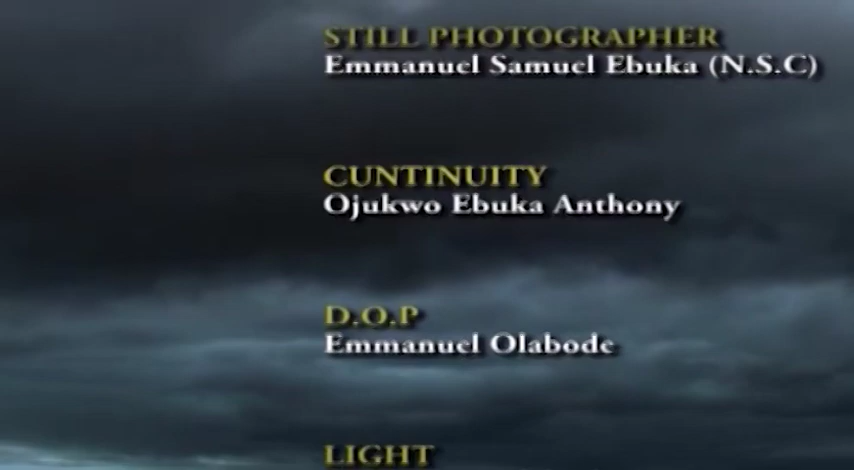 STILL PHOTOGRAPHER
Emmanuel Samuel Ebuka (N.S.C)
CUNTINUITY
Ojukwo Ebuka Anthony
D.O.P
Emmanuel Olabode
LIGHT